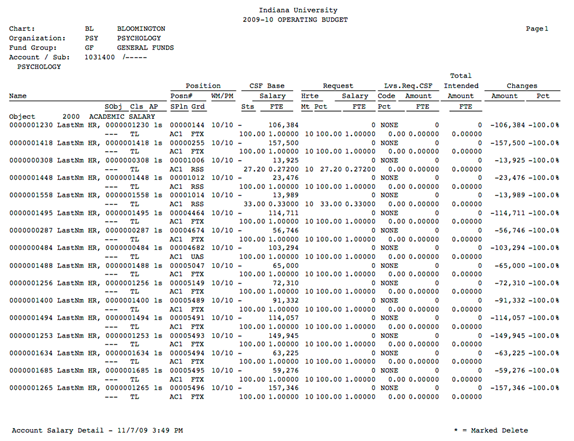 Indiana University
2009-10 OPERATING BUDGET
Chart: BL BLOOMINGTON Page1
Organization: PSY PSYCHOLOGY
Fund Group: GF GENERAL FUNDS
Account / Sub: 1031400 /-----
PSYCHOLOGY
Total
Position CSF Base Request Lvs.Req.CSF Intended Changes
Posn# WM/PM Salary Hrte Salary Code Amount Amount Amount Pct
Name SObj Cls AP SPln Grd Sts FTE Mt Pct FTE Pct FTE FTE
Object 2000 ACADEMIC SALARY
0000001230 LastNm HR, 0000001230 1s 00000144 10/10 - 106,384 0 NONE 0 0 -106,384 -100.0%
--- TL AC1 FTX 100.00 1.00000 10 100.00 1.00000 0.00 0.00000 0.00000
0000001418 LastNm HR, 0000001418 1s 00000255 10/10 - 157,500 0 NONE 0 0 -157,500 -100.0%
--- TL AC1 FTX 100.00 1.00000 10 100.00 1.00000 0.00 0.00000 0.00000
0000000308 LastNm HR, 0000000308 1s 00001006 10/10 - 13,925 0 NONE 0 0 -13,925 -100.0%
--- TL AC1 RSS 27.20 0.27200 10 27.20 0.27200 0.00 0.00000 0.00000
0000001448 LastNm HR, 0000001448 1s 00001012 10/10 - 23,476 0 NONE 0 0 -23,476 -100.0%
--- TL AC1 RSS 100.00 1.00000 10 100.00 1.00000 0.00 0.00000 0.00000
0000001558 LastNm HR, 0000001558 1s 00001014 10/10 - 13,989 0 NONE 0 0 -13,989 -100.0%
--- TL AC1 RSS 33.00 0.33000 10 33.00 0.33000 0.00 0.00000 0.00000
0000001495 LastNm HR, 0000001495 1s 00004464 10/10 - 114,711 0 NONE 0 0 -114,711 -100.0%
--- TL AC1 FTX 100.00 1.00000 10 100.00 1.00000 0.00 0.00000 0.00000
0000000287 LastNm HR, 0000000287 1s 00004674 10/10 - 56,746 0 NONE 0 0 -56,746 -100.0%
--- TL AC1 FTX 100.00 1.00000 10 100.00 1.00000 0.00 0.00000 0.00000
0000000484 LastNm HR, 0000000484 1s 00004682 10/10 - 103,294 0 NONE 0 0 -103,294 -100.0%
--- TL AC1 UAS 100.00 1.00000 10 100.00 1.00000 0.00 0.00000 0.00000
0000001488 LastNm HR, 0000001488 1s 00005047 10/10 - 65,000 0 NONE 0 0 -65,000 -100.0%
--- TL AC1 FTX 100.00 1.00000 10 100.00 1.00000 0.00 0.00000 0.00000
0000001256 LastNm HR, 0000001256 1s 00005149 10/10 - 72,310 0 NONE 0 0 -72,310 -100.0%
--- TL AC1 FTX 100.00 1.00000 10 100.00 1.00000 0.00 0.00000 0.00000
0000001400 LastNm HR, 0000001400 1s 00005489 10/10 - 91,332 0 NONE 0 0 -91,332 -100.0%
--- TL AC1 FTX 100.00 1.00000 10 100.00 1.00000 0.00 0.00000 0.00000
0000001494 LastNm HR, 0000001494 1s 00005491 10/10 - 114,057 0 NONE 0 0 -114,057 -100.0%
--- TL AC1 FTX 100.00 1.00000 10 100.00 1.00000 0.00 0.00000 0.00000
0000001253 LastNm HR, 0000001253 1s 00005493 10/10 - 149,945 0 NONE 0 0 -149,945 -100.0%
--- TL AC1 FTX 100.00 1.00000 10 100.00 1.00000 0.00 0.00000 0.00000
0000001634 LastNm HR, 0000001634 1s 00005494 10/10 - 63,225 0 NONE 0 0 -63,225 -100.0%
--- TL AC1 FTX 100.00 1.00000 10 100.00 1.00000 0.00 0.00000 0.00000
0000001685 LastNm HR, 0000001685 1s 00005495 10/10 - 59,276 0 NONE 0 0 -59,276 -100.0%
--- TL AC1 FTX 100.00 1.00000 10 100.00 1.00000 0.00 0.00000 0.00000
0000001265 LastNm HR, 0000001265 1s 00005496 10/10 - 157,346 0 NONE 0 0 -157,346 -100.0%
--- TL AC1 FTX 100.00 1.00000 10 100.00 1.00000 0.00 0.00000 0.00000
Account Salary Detail - 11/7/09 3:49 PM * = Marked Delete